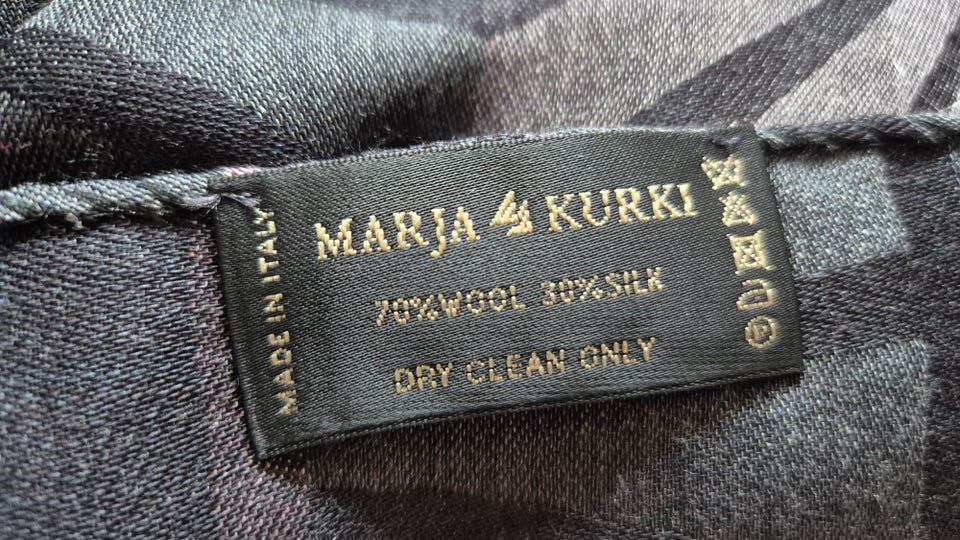 MADE IN ITALY
MARJA KURKI
70%WOOL 30%SILK
DRY CLEAN ONLY
P